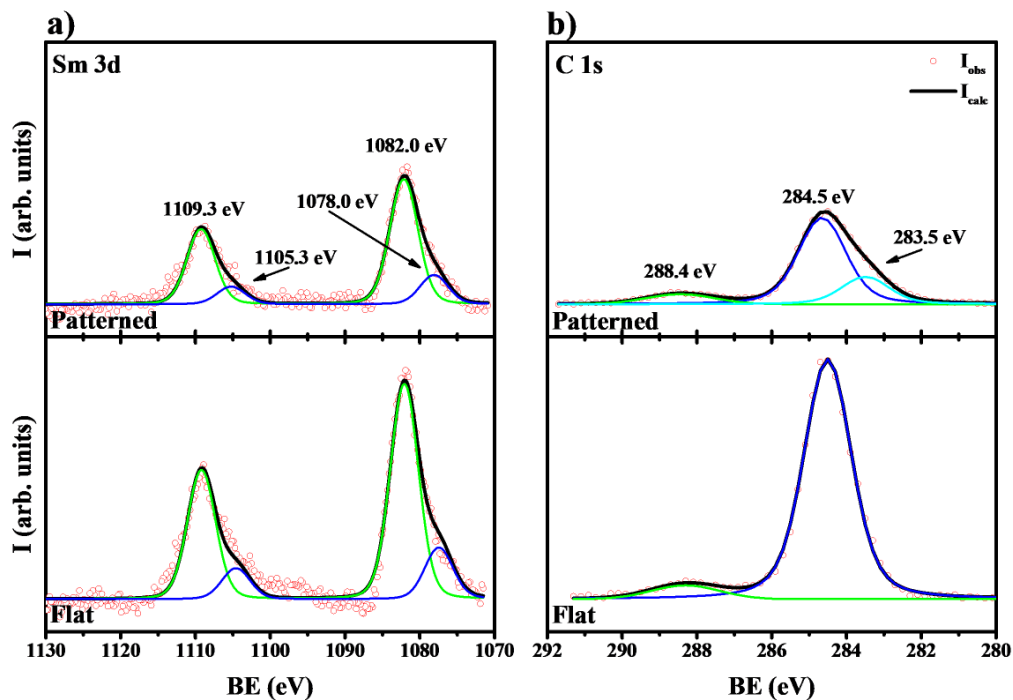 a)
Sm 3d
1109.3 eV
1105.3 eV
1082.0 eV
1078.0 eV
Patterned
I (arb. units)
Flat
I (arb. units)
1130 1120 1110 1100 1090 1080 1070
BE (eV)
b)
C 1s
I_obs
I_calc
288.4 eV
284.5 eV
283.5 eV
Patterned
Flat
292 290 288 286 284 282 280
BE (eV)